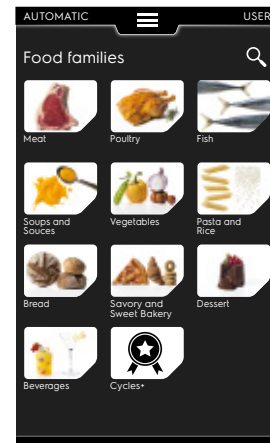 AUTOMATIC USER
Food families
Meat Poultry Fish
Soups and Souces Vegetables Pasta and Rice
Bread Savory and Sweet Bakery Dessert
Beverages Cycles+